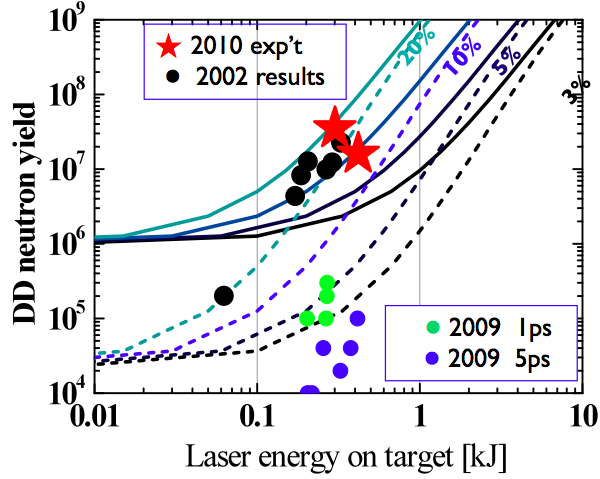 10⁹
10⁸
10⁷
10⁶
10⁵
10⁴
DD neutron yield
2010 exp't
2002 results
20%
10%
5%
3%
2009 1ps
2009 5ps
0.01 0.1 1 10
Laser energy on target [kJ]